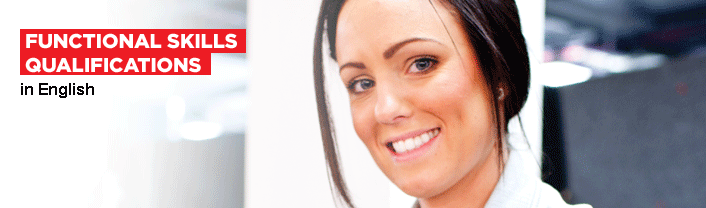 FUNCTIONAL SKILLS
QUALIFICATIONS
in English